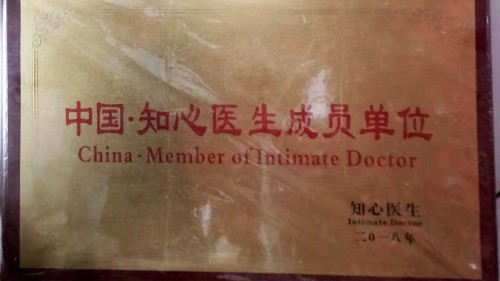 中国·知心医生成员单位
China·Member of Intimate Doctor
知心医生
Intimate Doctor
二〇一八年